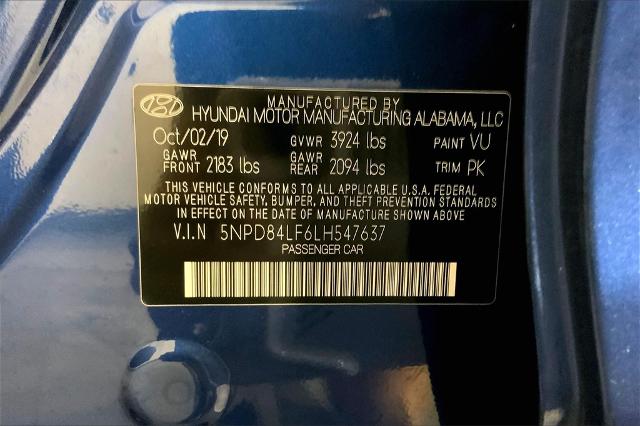 MANUFACTURED BY
HYUNDAI MOTOR MANUFACTURING ALABAMA, LLC
Oct/02/19 GVWR 3924 lbs PAINT VU
GAWR FRONT 2183 lbs GAWR REAR 2094 lbs TRIM PK
THIS VEHICLE CONFORMS TO ALL APPLICABLE U.S.A. FEDERAL
MOTOR VEHICLE SAFETY, BUMPER, AND THEFT PREVENTION STANDARDS
IN EFFECT ON THE DATE OF MANUFACTURE SHOWN ABOVE
V.I.N 5NPD84LF6LH547637
PASSENGER CAR